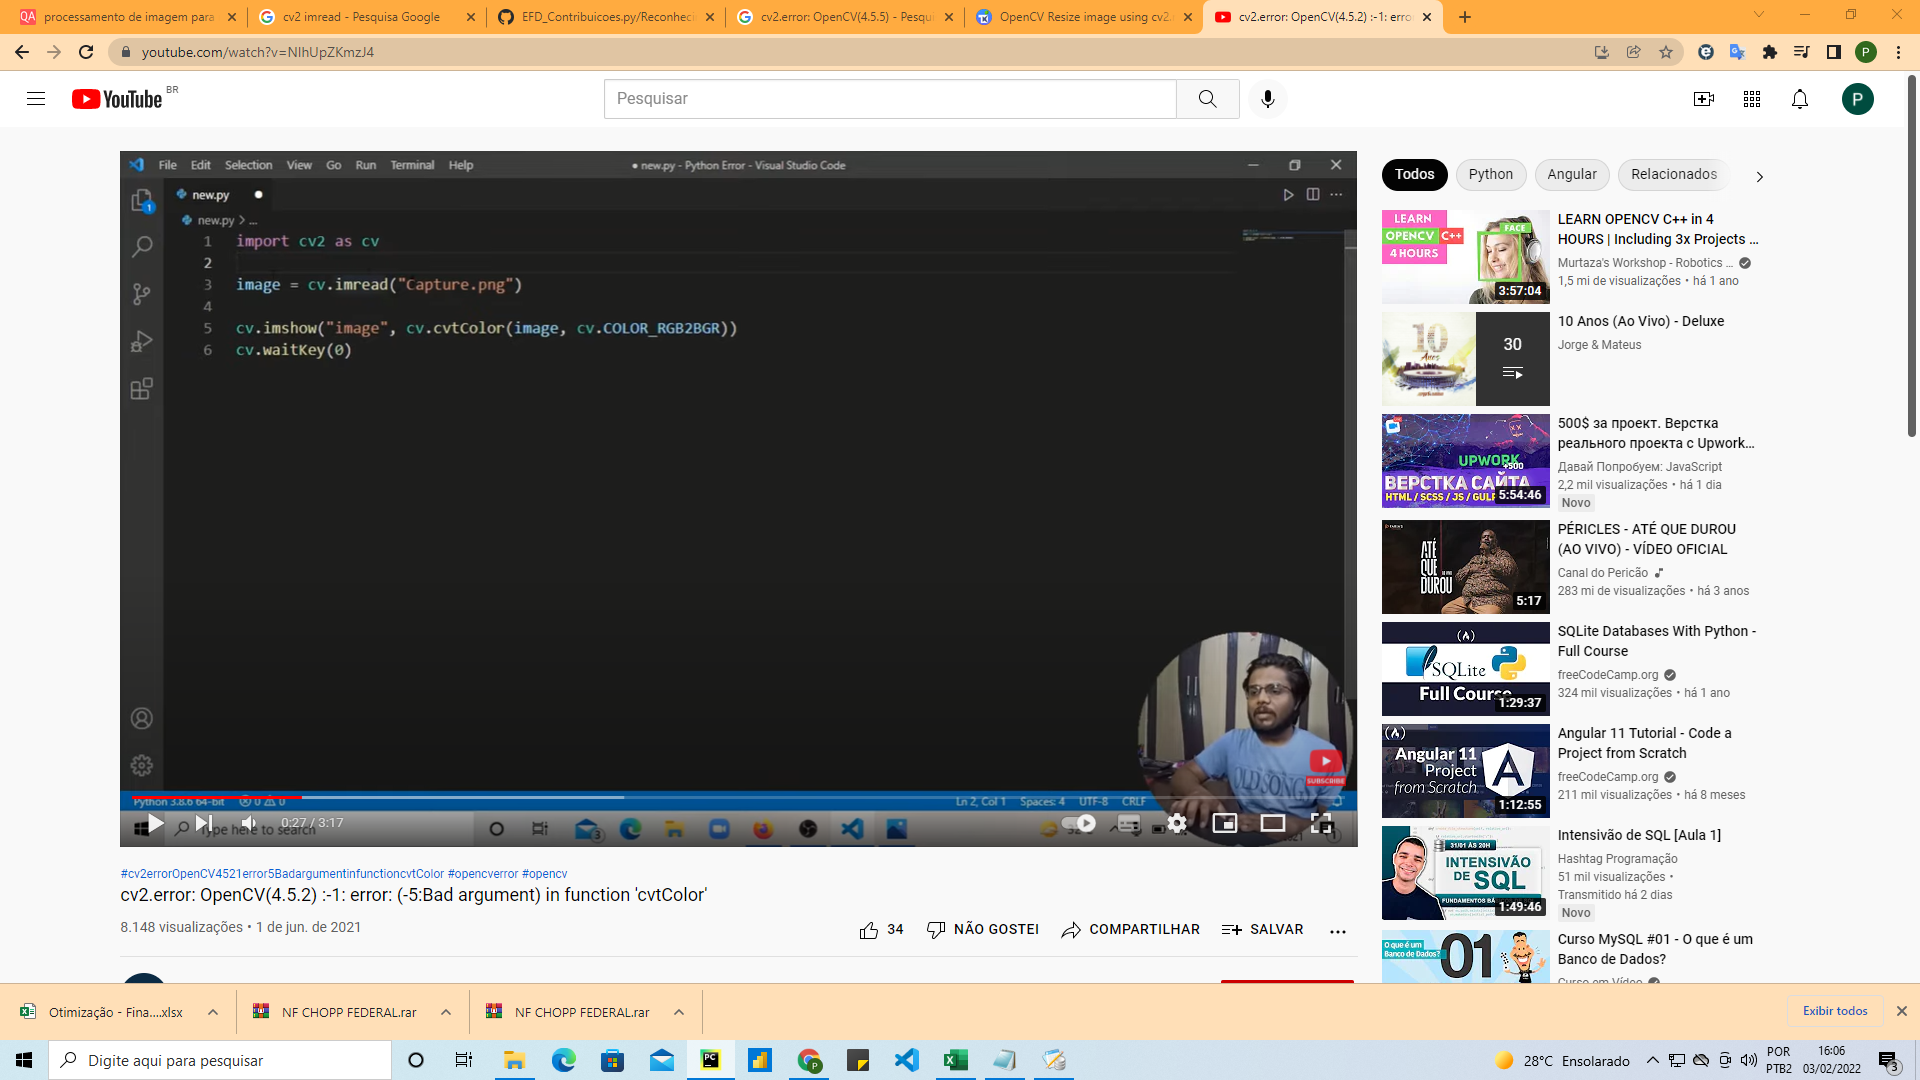 processamento de imagem para
cv2 imread - Pesquisa Google
EFD_Contribuicoes.py/Reconheci
cv2.error: OpenCV(4.5.5) - Pesqui
OpenCV Resize image using cv2.r
cv2.error: OpenCV(4.5.2) :-1: erro
youtube.com/watch?v=NIhUpZKmzJ4
P
YouTube BR
Pesquisar
P
File Edit Selection View Go Run Terminal Help
● new.py - Python Error - Visual Studio Code
new.py
new.py > ...
1 import cv2 as cv
2
3 image = cv.imread("Capture.png")
4
5 cv.imshow("image", cv.cvtColor(image, cv.COLOR_RGB2BGR))
6 cv.waitKey(0)
OLD SONGS
SUBSCRIBE
Python 3.8.6 64-bit 0 0 Ln 2, Col 1 Spaces: 4 UTF-8 CRLF
Type here to search
0:27 / 3:17
#cv2errorOpenCV4521error5BadargumentinfunctioncvtColor #opencverror #opencv
cv2.error: OpenCV(4.5.2) :-1: error: (-5:Bad argument) in function 'cvtColor'
8.148 visualizações • 1 de jun. de 2021
34 NÃO GOSTEI COMPARTILHAR SALVAR
Todos Python Angular Relacionados
LEARN
OPENCV C++
4 HOURS
FACE
3:57:04
LEARN OPENCV C++ in 4
HOURS | Including 3x Projects ...
Murtaza's Workshop - Robotics ...
1,5 mi de visualizações • há 1 ano
10
Anos
30
10 Anos (Ao Vivo) - Deluxe
Jorge & Mateus
UPWORK
+500
ВЕРСТКА САЙТА
HTML / SCSS / JS / GULP
5:54:46
500$ за проект. Верстка
реального проекта с Upwork...
Давай Попробуем: JavaScript
2,2 mil visualizações • há 1 dia
Novo
ATÉ
QUE
DUROU
5:17
PÉRICLES - ATÉ QUE DUROU
(AO VIVO) - VÍDEO OFICIAL
Canal do Pericão
283 mi de visualizações • há 3 anos
SQLite
Full Course
1:29:37
SQLite Databases With Python -
Full Course
freeCodeCamp.org
324 mil visualizações • há 1 ano
Angular 11
Project
from Scratch
1:12:55
Angular 11 Tutorial - Code a
Project from Scratch
freeCodeCamp.org
211 mil visualizações • há 8 meses
31/01 ÀS 20H
INTENSIVÃO
DE SQL
1:49:46
Intensivão de SQL [Aula 1]
Hashtag Programação
51 mil visualizações •
Transmitido há 2 dias
Novo
O que é um
Banco de Dados?
01
Curso MySQL #01 - O que é um
Banco de Dados?
Curso em Vídeo
Otimização - Fina....xlsx
NF CHOPP FEDERAL.rar
NF CHOPP FEDERAL.rar
Exibir todos
Digite aqui para pesquisar
28°C Ensolarado
POR
PTB2
16:06
03/02/2022
3